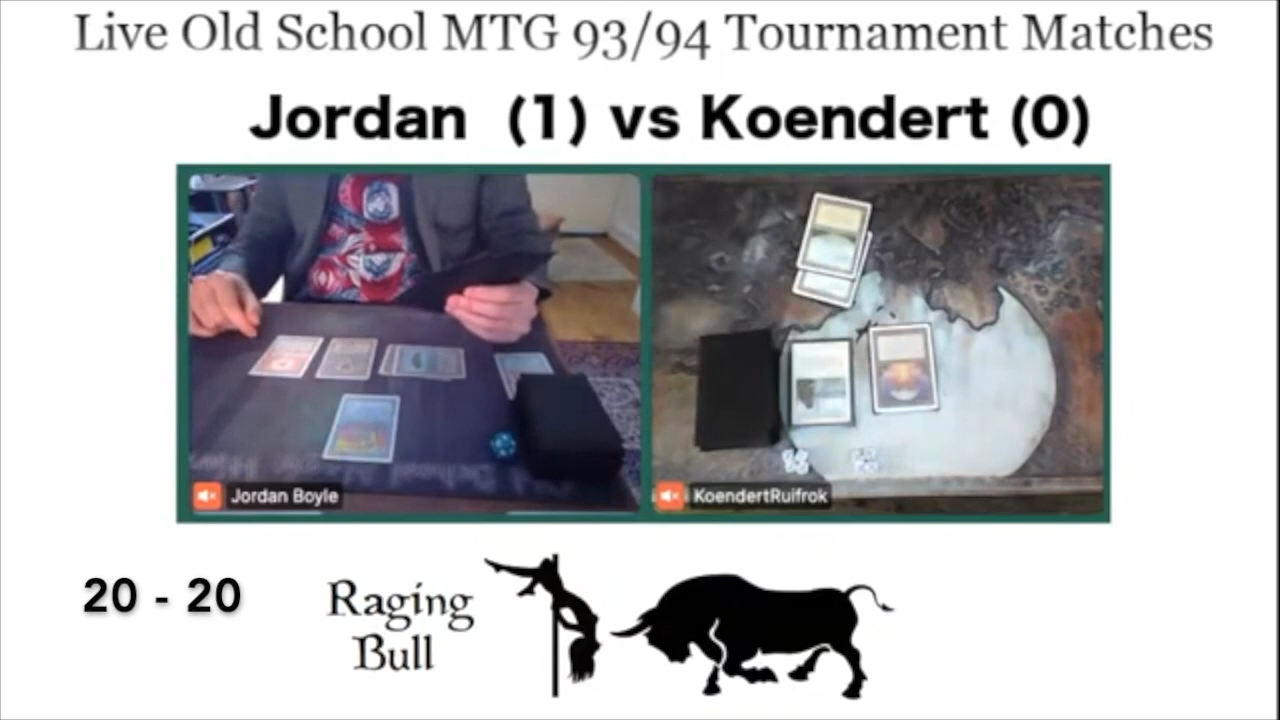 Live Old School MTG 93/94 Tournament Matches
Jordan (1) vs Koendert (0)
Jordan Boyle
KoendertRuifrok
20 - 20
Raging
Bull